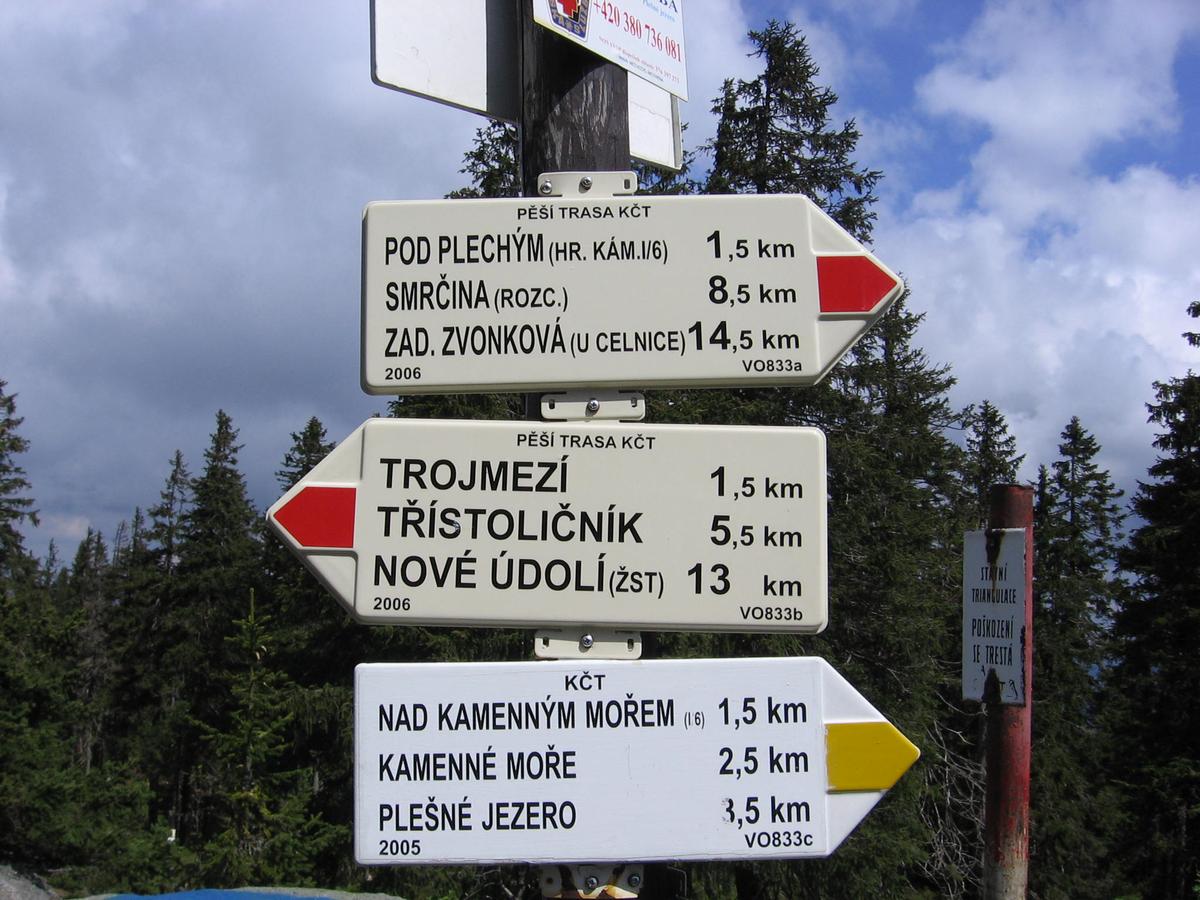 +420 380 736 081
PĚŠÍ TRASA KČT
POD PLECHÝM (HR. KÁM.I/6) 1,5 km
SMRČINA (ROZC.) 8,5 km
ZAD. ZVONKOVÁ (U CELNICE) 14,5 km
2006 VO833a
PĚŠÍ TRASA KČT
TROJMEZÍ 1,5 km
TŘÍSTOLIČNÍK 5,5 km
NOVÉ ÚDOLÍ (ŽST) 13 km
2006 VO833b
KČT
NAD KAMENNÝM MOŘEM (I 6) 1,5 km
KAMENNÉ MOŘE 2,5 km
PLEŠNÉ JEZERO 3,5 km
2005 VO833c
STÁTNÍ
TRIANGULACE
POŠKOZENÍ
SE TRESTÁ